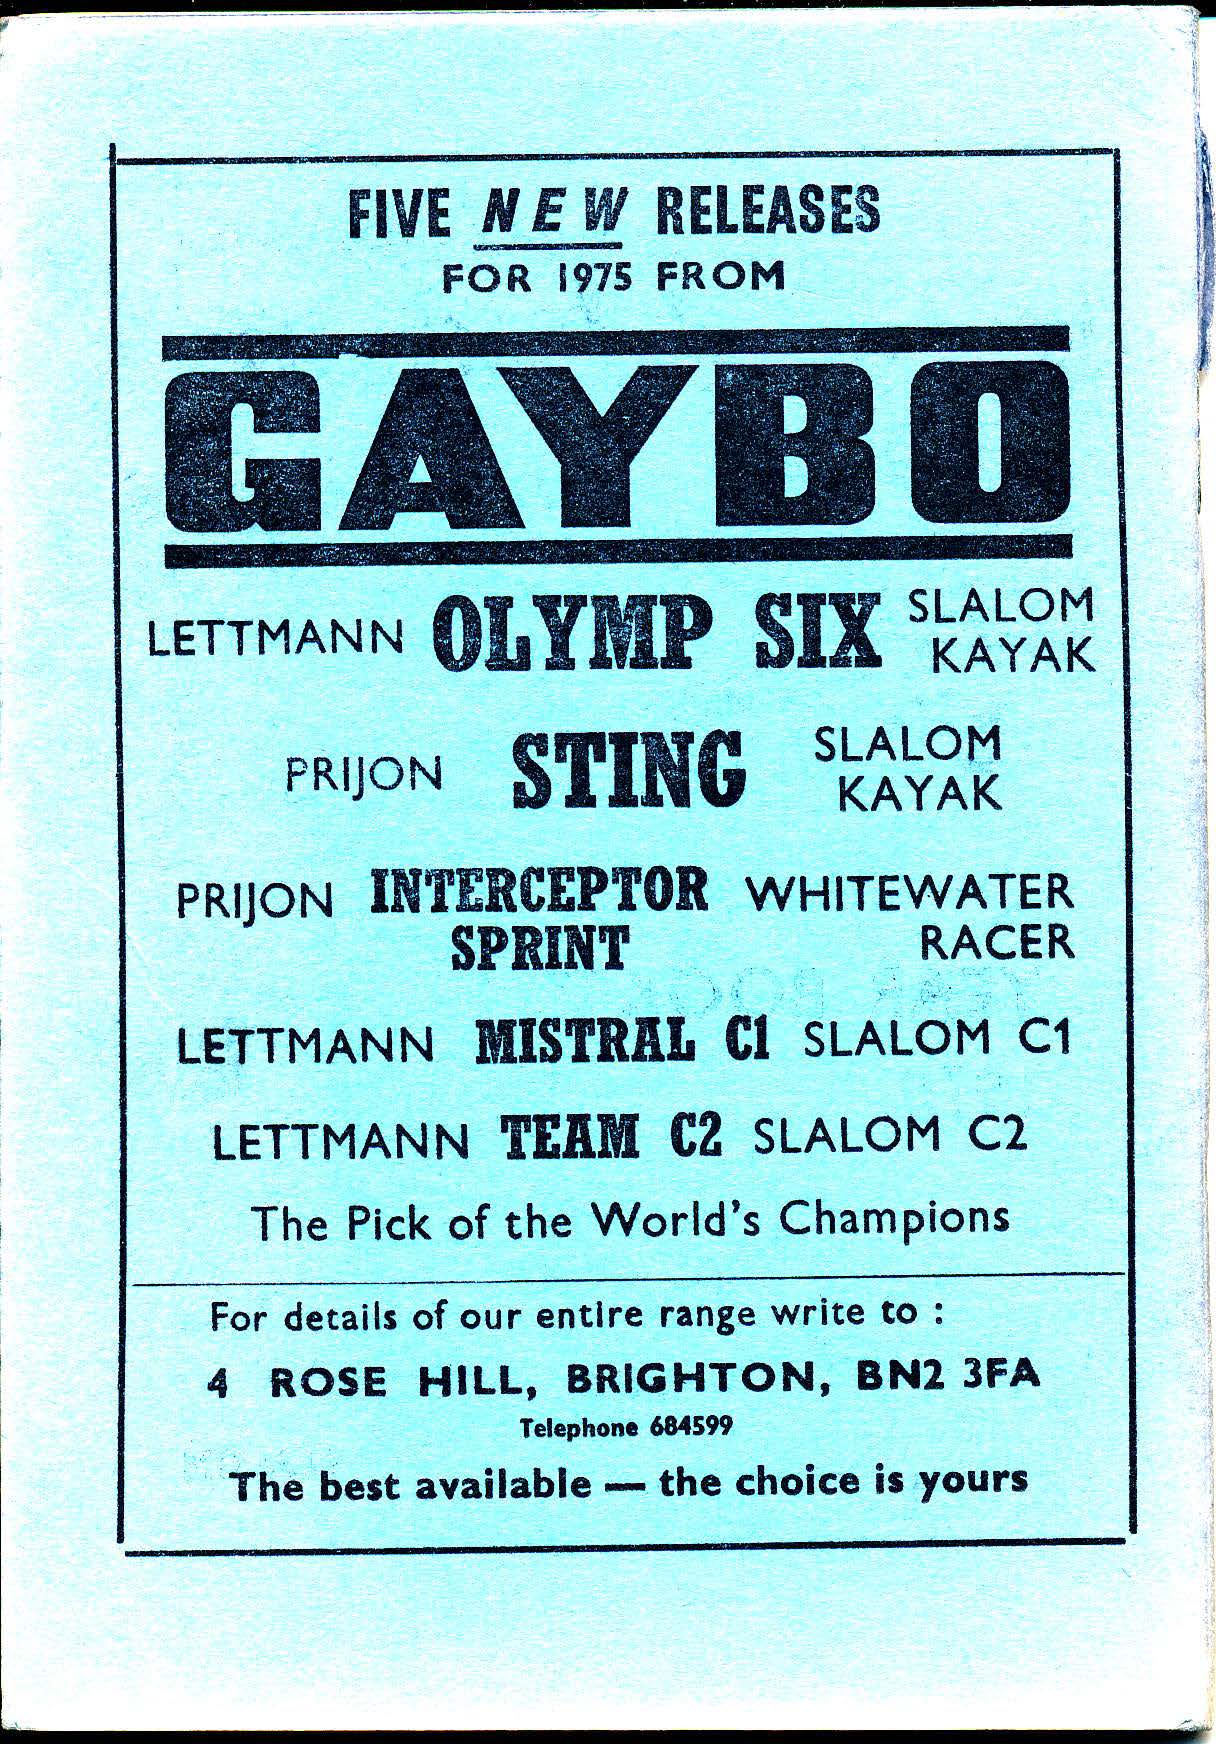 FIVE NEW RELEASES
FOR 1975 FROM
GAYBO
LETTMANN OLYMP SIX SLALOM KAYAK
PRIJON STING SLALOM KAYAK
PRIJON INTERCEPTOR SPRINT WHITEWATER RACER
LETTMANN MISTRAL C1 SLALOM C1
LETTMANN TEAM C2 SLALOM C2
The Pick of the World's Champions
For details of our entire range write to :
4 ROSE HILL, BRIGHTON, BN2 3FA
Telephone 684599
The best available — the choice is yours